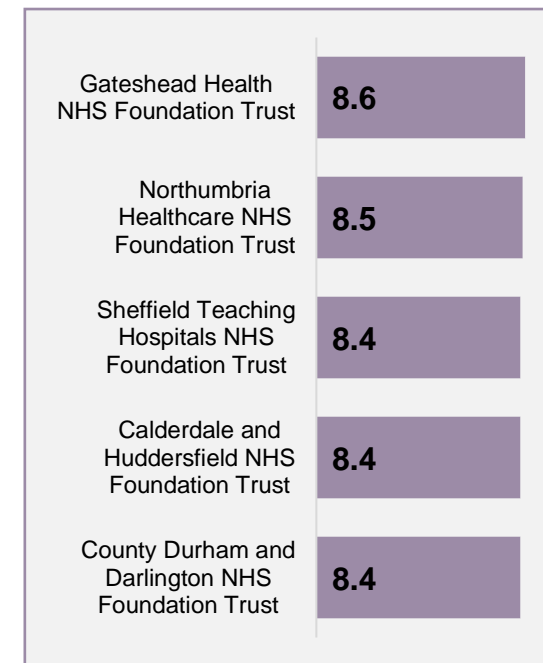 Gateshead Health
NHS Foundation Trust
8.6
Northumbria
Healthcare NHS
Foundation Trust
8.5
Sheffield Teaching
Hospitals NHS
Foundation Trust
8.4
Calderdale and
Huddersfield NHS
Foundation Trust
8.4
County Durham and
Darlington NHS
Foundation Trust
8.4